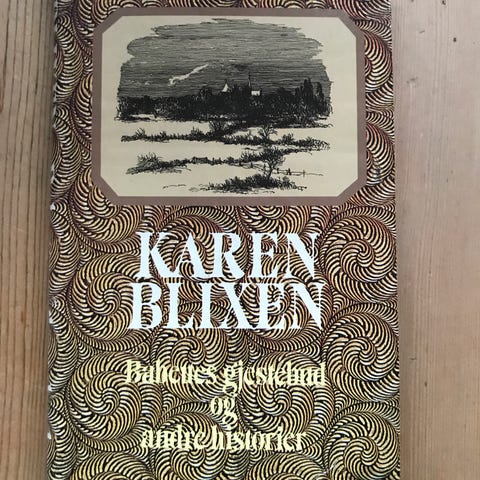 KAREN
BLIXEN
Babettes gjestebud
og
andre historier